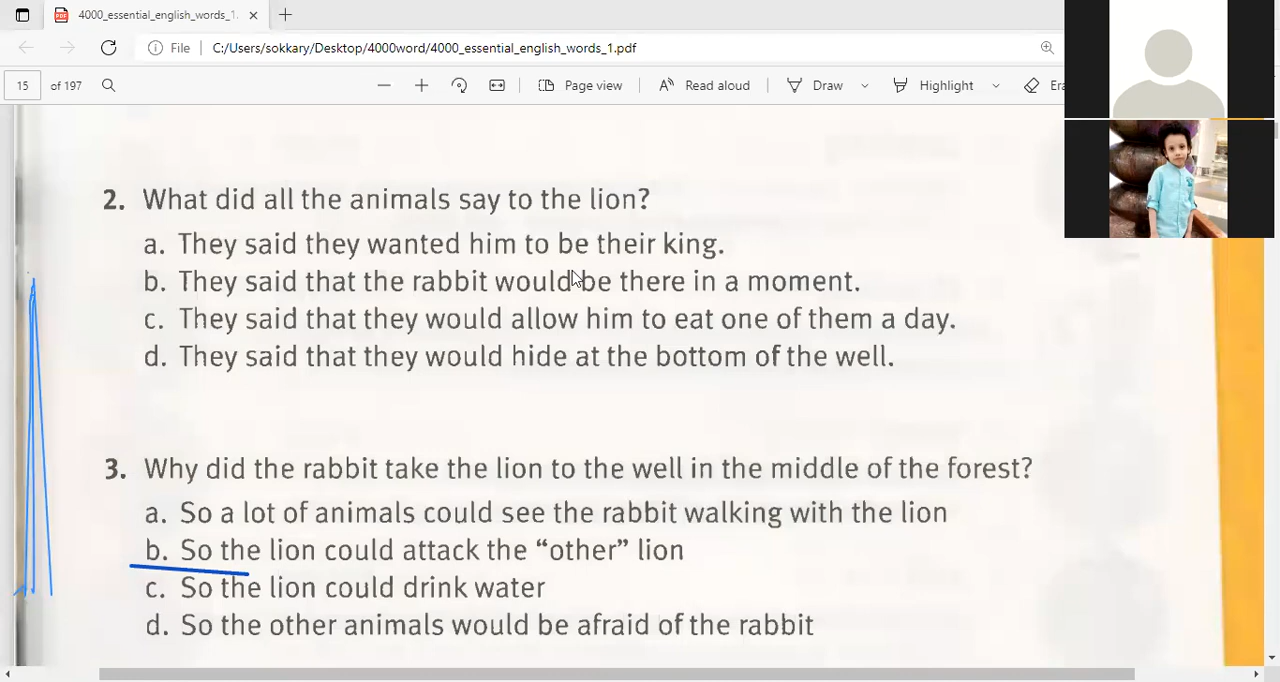 4000_essential_english_words_1.
File C:/Users/sokkary/Desktop/4000word/4000_essential_english_words_1.pdf
15 of 197 Page view Read aloud Draw Highlight Era
2. What did all the animals say to the lion?
a. They said they wanted him to be their king.
b. They said that the rabbit would be there in a moment.
c. They said that they would allow him to eat one of them a day.
d. They said that they would hide at the bottom of the well.
3. Why did the rabbit take the lion to the well in the middle of the forest?
a. So a lot of animals could see the rabbit walking with the lion
b. So the lion could attack the “other” lion
c. So the lion could drink water
d. So the other animals would be afraid of the rabbit